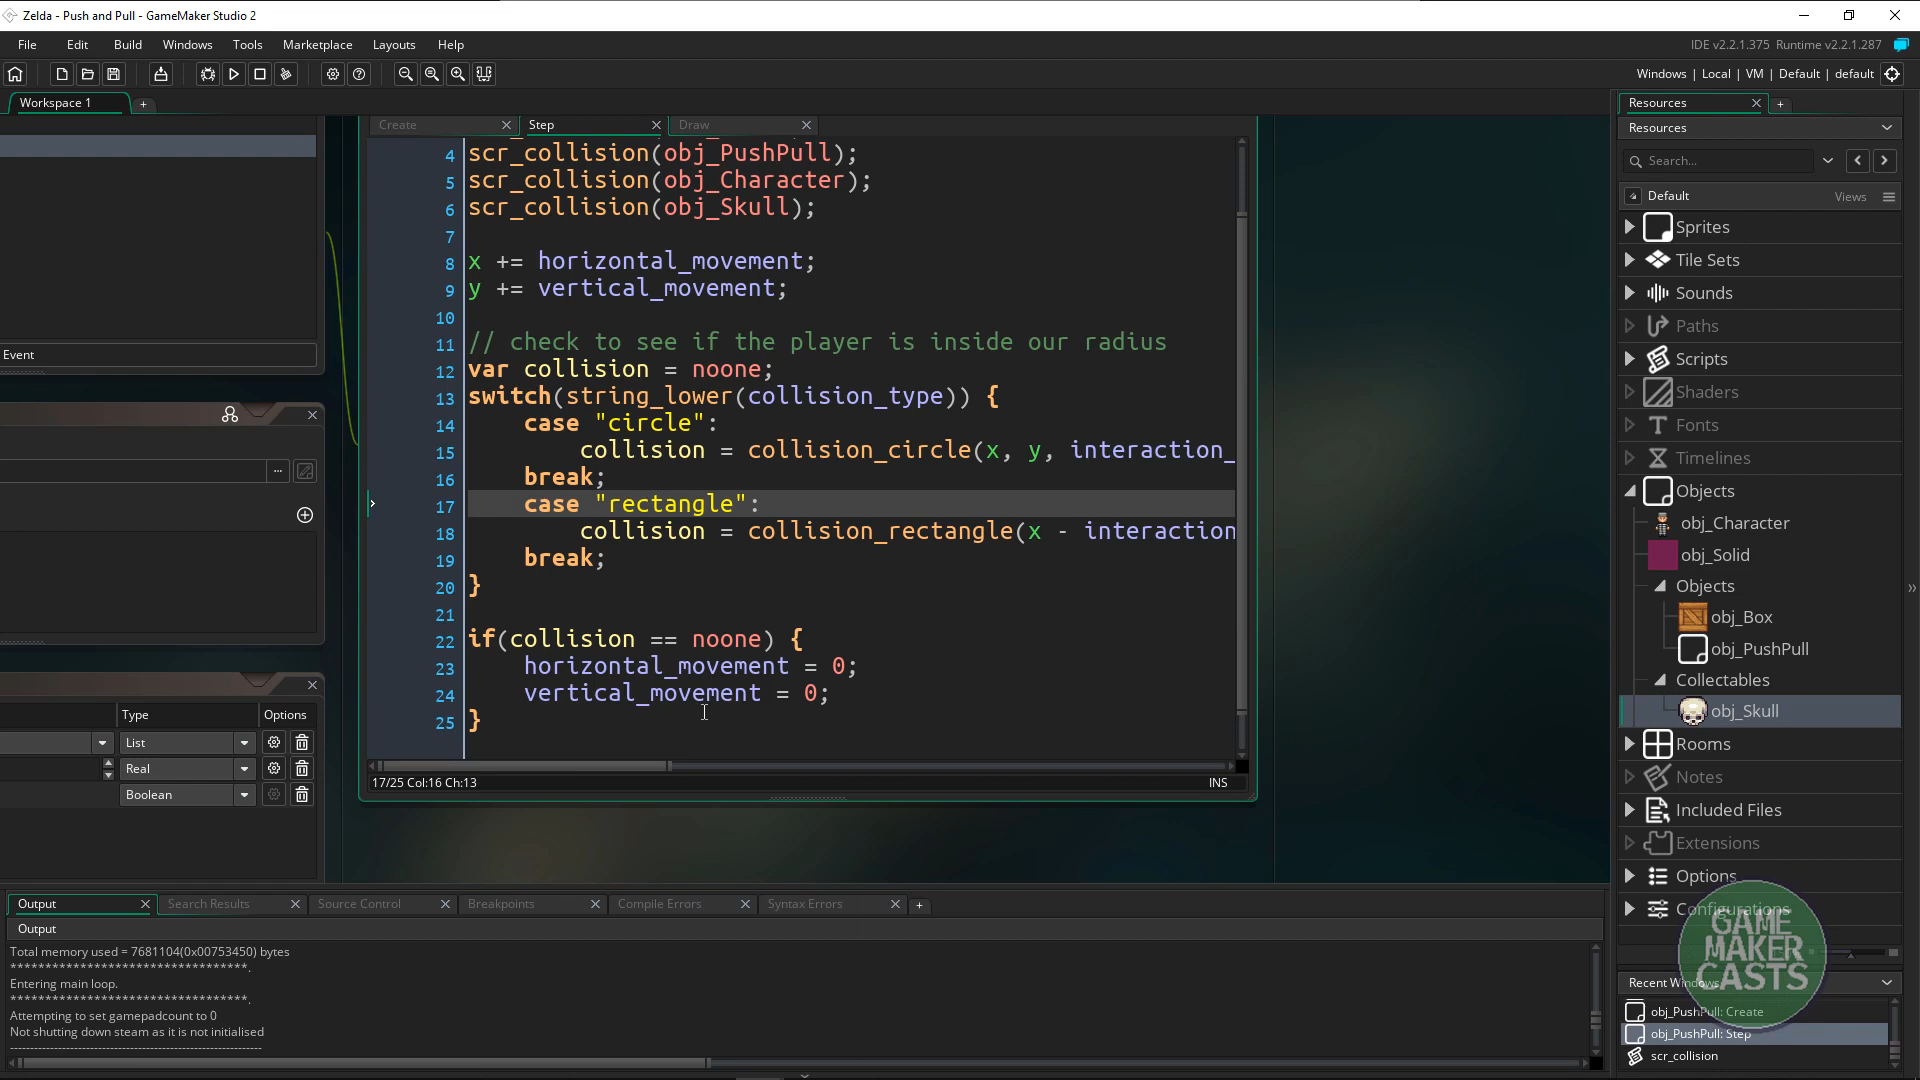 Zelda - Push and Pull - GameMaker Studio 2
File Edit Build Windows Tools Marketplace Layouts Help
IDE v2.2.1.375 Runtime v2.2.1.287
Windows | Local | VM | Default | default
Workspace 1
Create Step Draw
4 scr_collision(obj_PushPull);
5 scr_collision(obj_Character);
6 scr_collision(obj_Skull);
7
8 x += horizontal_movement;
9 y += vertical_movement;
10
11 // check to see if the player is inside our radius
12 var collision = noone;
13 switch(string_lower(collision_type)) {
14 case "circle":
15 collision = collision_circle(x, y, interaction_
16 break;
17 case "rectangle":
18 collision = collision_rectangle(x - interaction
19 break;
20 }
21
22 if(collision == noone) {
23 horizontal_movement = 0;
24 vertical_movement = 0;
25 }
17/25 Col:16 Ch:13 INS
Event
...
Type Options
List
Real
Boolean
Resources
Resources
Search...
Default Views
Sprites
Tile Sets
Sounds
Paths
Scripts
Shaders
Fonts
Timelines
Objects
obj_Character
obj_Solid
Objects
obj_Box
obj_PushPull
Collectables
obj_Skull
Rooms
Notes
Included Files
Extensions
Options
Configurations
Recent Windows
obj_PushPull: Create
obj_PushPull: Step
scr_collision
GAME
MAKER
CASTS
Output Search Results Source Control Breakpoints Compile Errors Syntax Errors
Output
Total memory used = 7681104(0x00753450) bytes
**********************************.
Entering main loop.
**********************************.
Attempting to set gamepadcount to 0
Not shutting down steam as it is not initialised